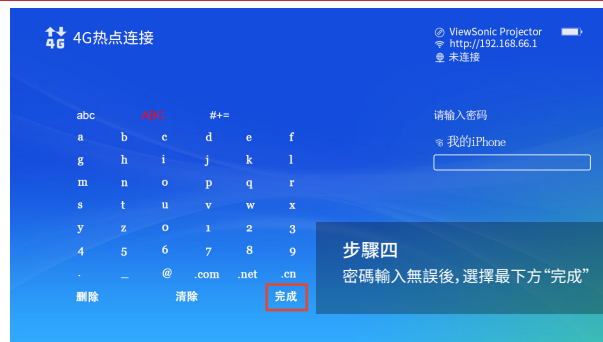 4G 4G热点连接
ViewSonic Projector
http://192.168.66.1
未连接
abc ABC #+=
a b c d e f
g h i j k l
m n o p q r
s t u v w x
y z 0 1 2 3
4 5 6 7 8 9
. _ @ .com .net .cn
删除 清除 完成
请输入密码
我的iPhone
步驟四
密碼輸入無誤後,選擇最下方“完成”